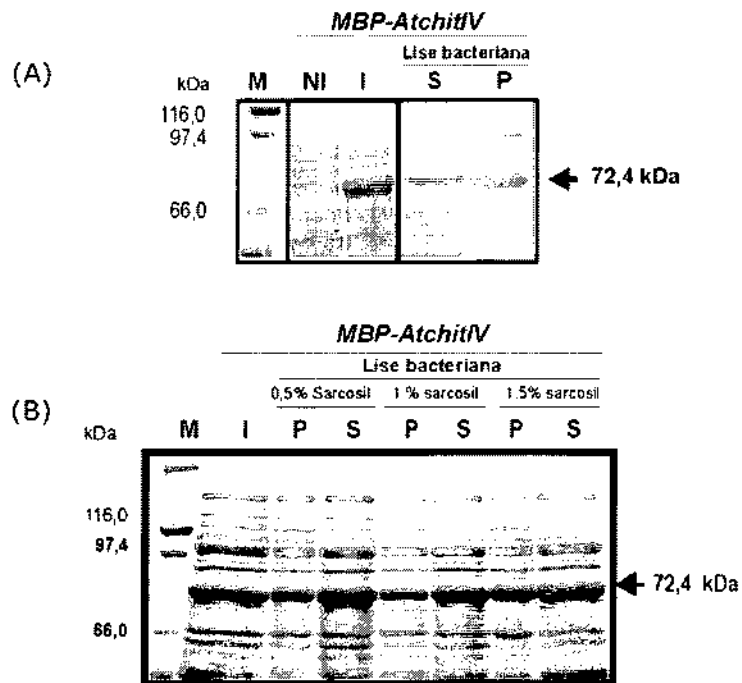 MBP-AtchitIV
Lise bacteriana
(A)
kDa M NI I S P
116,0
97,4
72,4 kDa
66,0
MBP-AtchitIV
Lise bacteriana
0,5% Sarcosil 1 % sarcosil 1.5% sarcosil
(B)
kDa M I P S P S P S
116,0
97,4
72,4 kDa
66,0